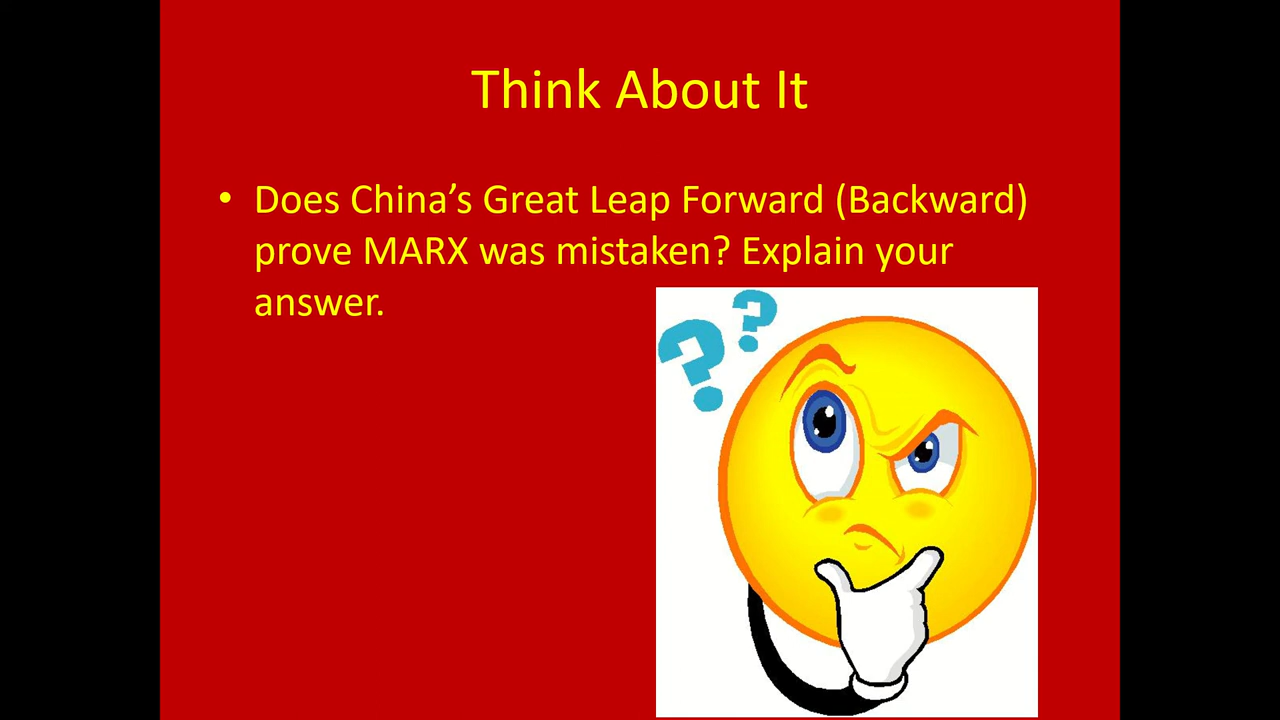 Think About It
• Does China’s Great Leap Forward (Backward)
prove MARX was mistaken? Explain your
answer.
? ?